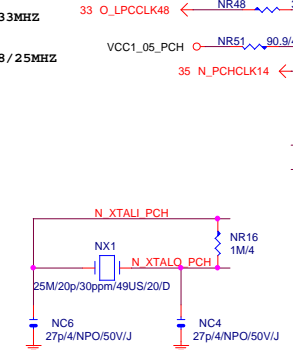 33MHZ
33 O_LPCCLK48
NR48
8/25MHZ
VCC1_05_PCH
NR51
90.9/4
35 N_PCHCLK14
N_XTALI_PCH
NX1
N_XTALO_PCH
NR16
1M/4
25M/20p/30ppm/49US/20/D
NC6
27p/4/NPO/50V/J
NC4
27p/4/NPO/50V/J